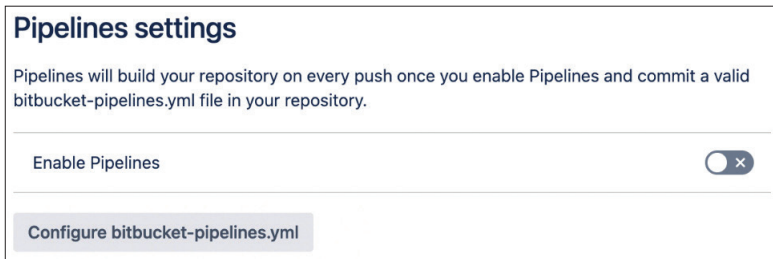 Pipelines settings
Pipelines will build your repository on every push once you enable Pipelines and commit a valid
bitbucket-pipelines.yml file in your repository.
Enable Pipelines
Configure bitbucket-pipelines.yml